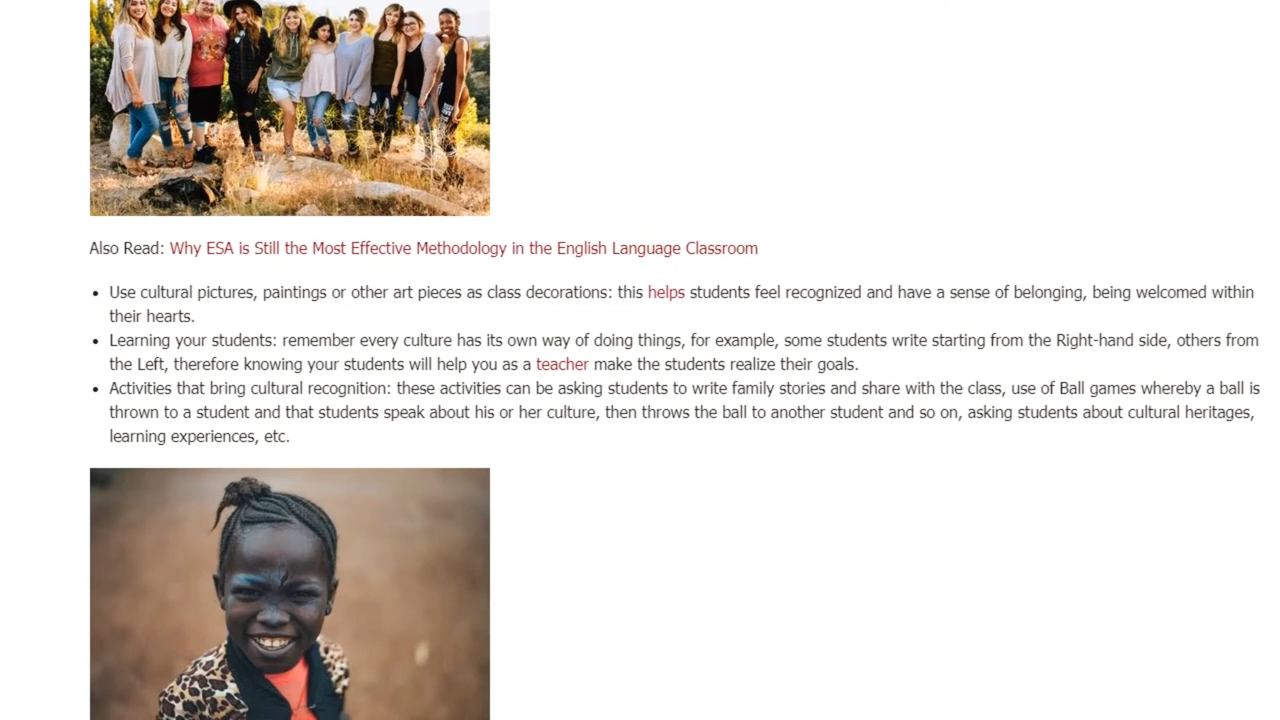 Also Read: Why ESA is Still the Most Effective Methodology in the English Language Classroom
• Use cultural pictures, paintings or other art pieces as class decorations: this helps students feel recognized and have a sense of belonging, being welcomed within
their hearts.
• Learning your students: remember every culture has its own way of doing things, for example, some students write starting from the Right-hand side, others from
the Left, therefore knowing your students will help you as a teacher make the students realize their goals.
• Activities that bring cultural recognition: these activities can be asking students to write family stories and share with the class, use of Ball games whereby a ball is
thrown to a student and that students speak about his or her culture, then throws the ball to another student and so on, asking students about cultural heritages,
learning experiences, etc.